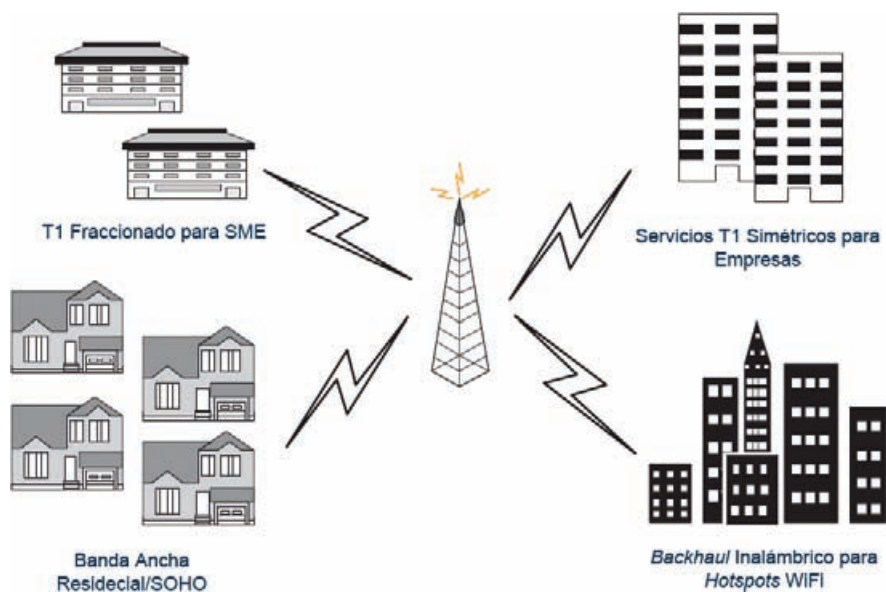 T1 Fraccionado para SME
Servicios T1 Simétricos para
Empresas
Banda Ancha
Residecial/SOHO
Backhaul Inalámbrico para
Hotspots WIFI